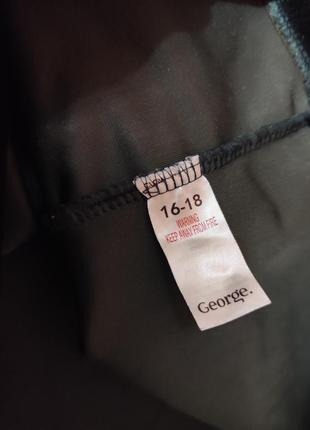 16-18
WARNING
KEEP AWAY FROM FIRE
George.